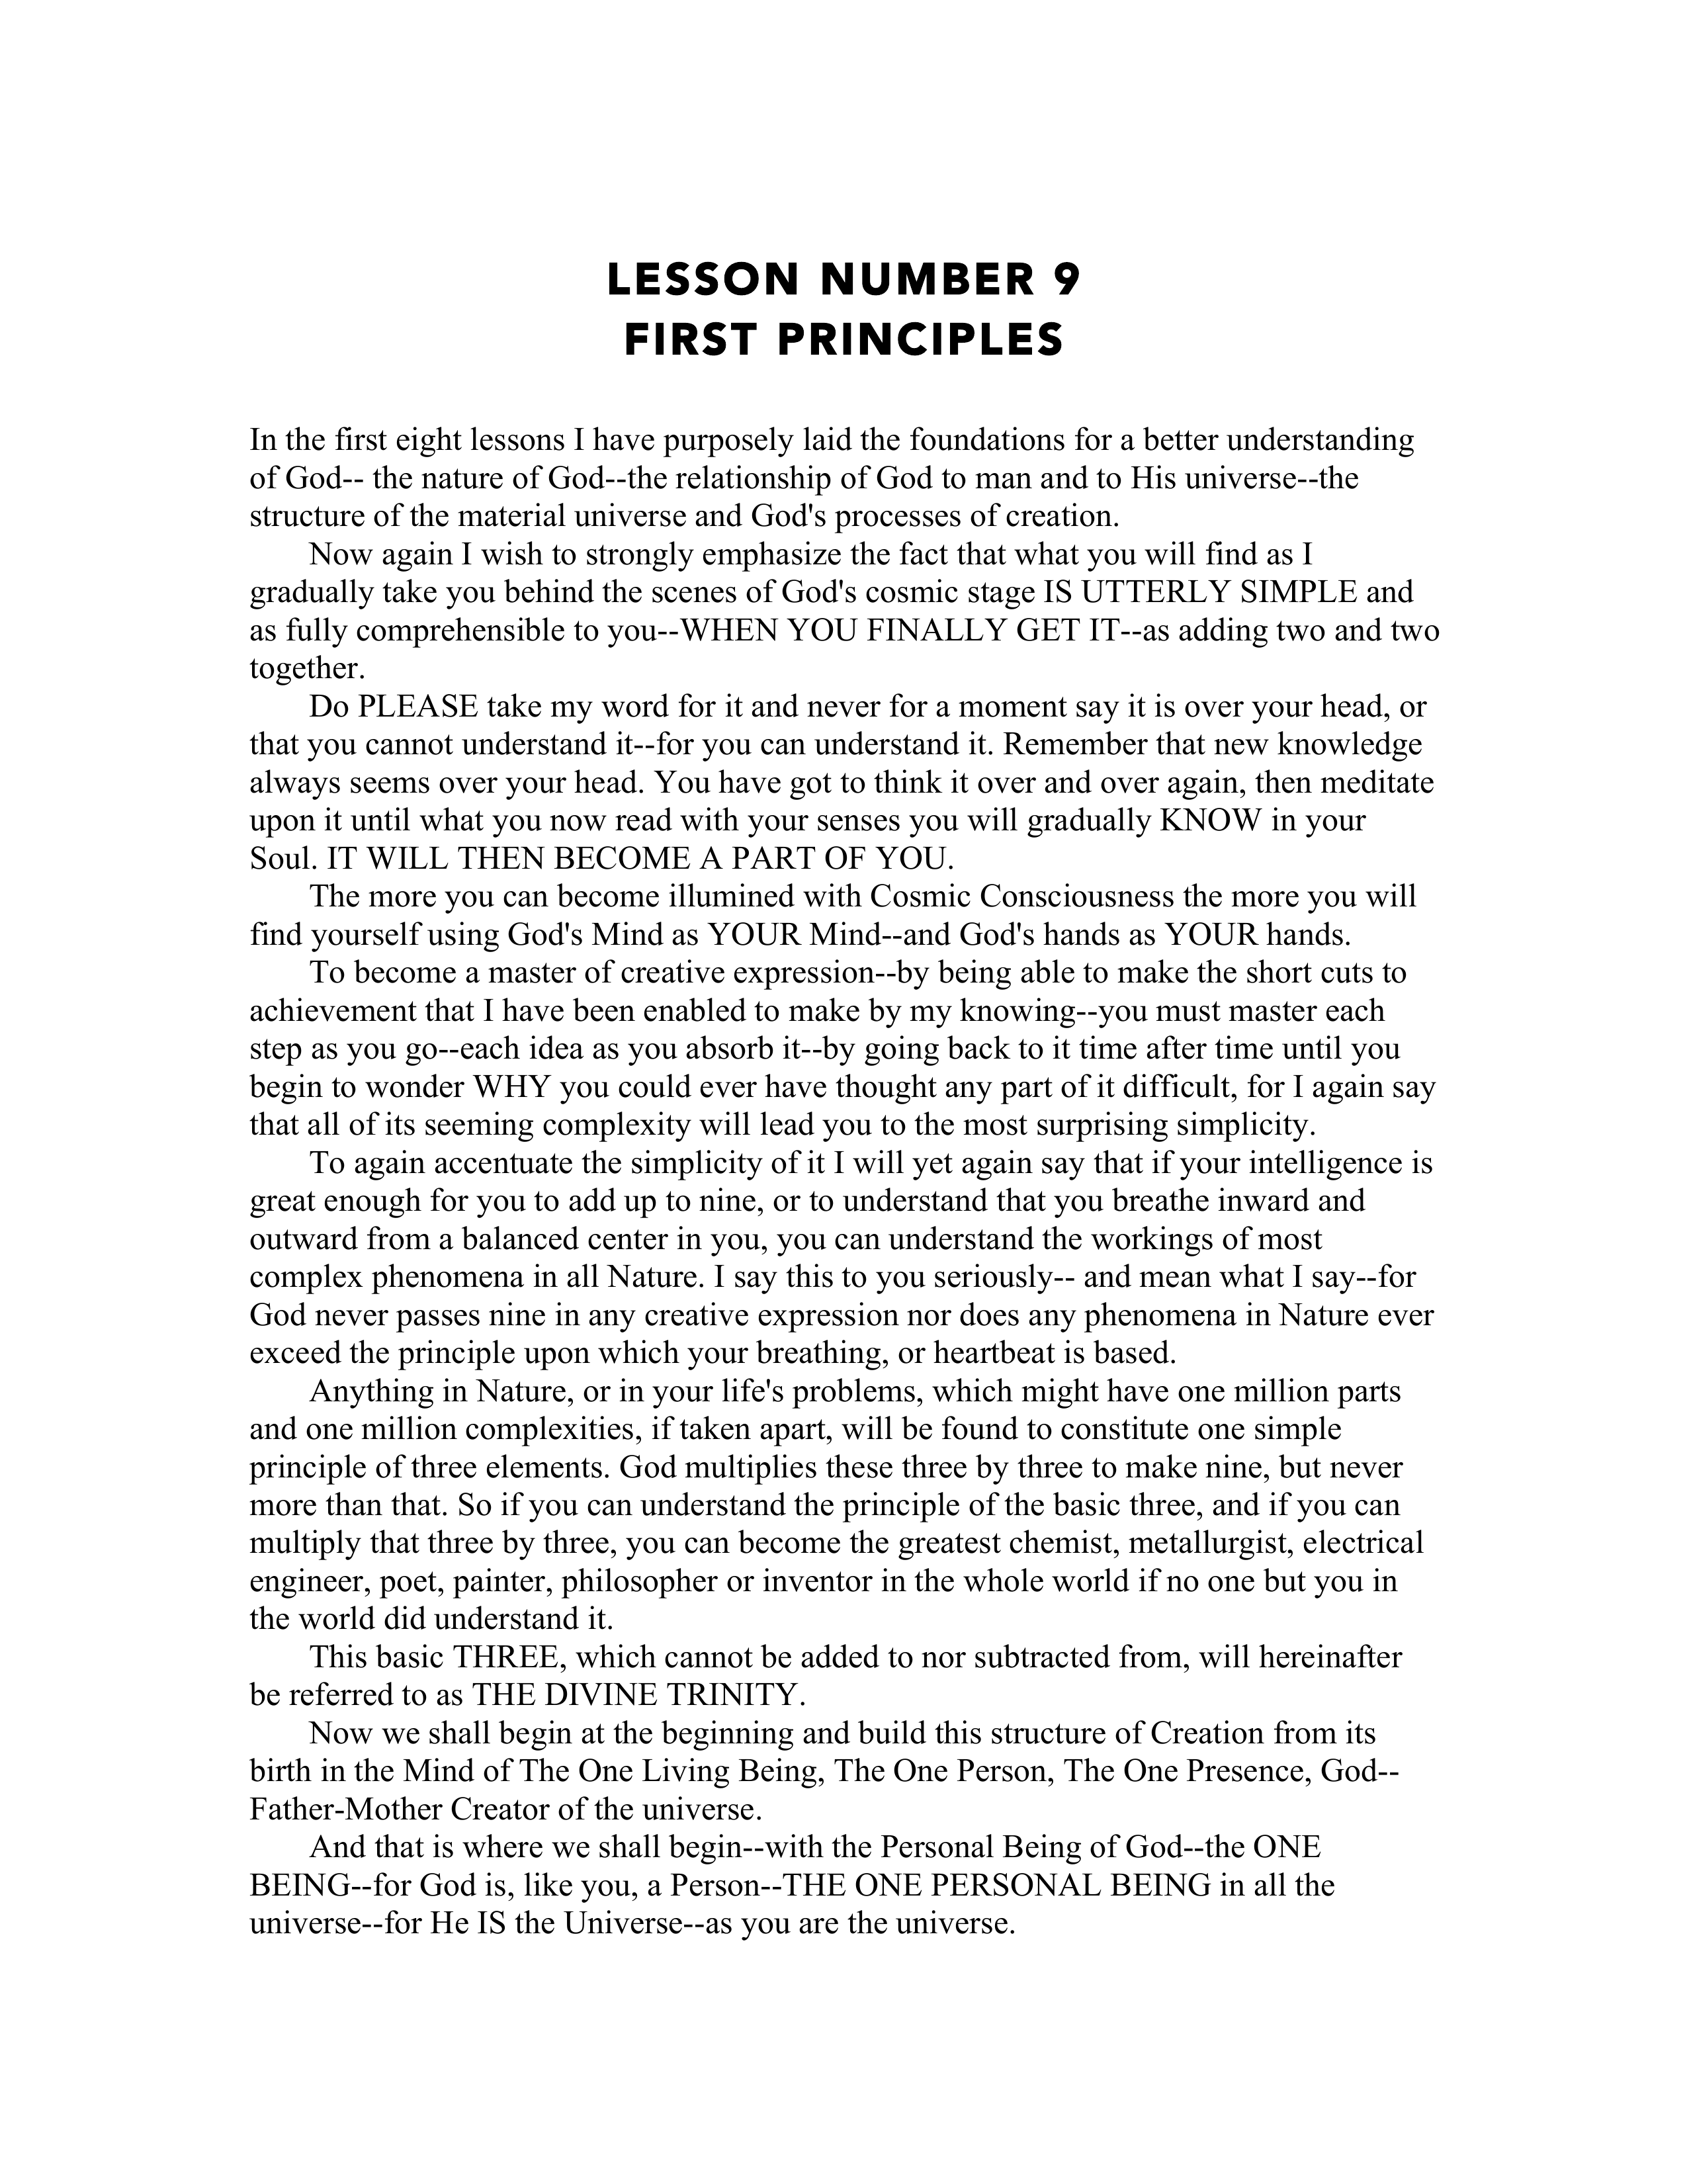 LESSON NUMBER 9
FIRST PRINCIPLES
In the first eight lessons I have purposely laid the foundations for a better understanding
of God-- the nature of God--the relationship of God to man and to His universe--the
structure of the material universe and God's processes of creation.
Now again I wish to strongly emphasize the fact that what you will find as I
gradually take you behind the scenes of God's cosmic stage IS UTTERLY SIMPLE and
as fully comprehensible to you--WHEN YOU FINALLY GET IT--as adding two and two
together.
Do PLEASE take my word for it and never for a moment say it is over your head, or
that you cannot understand it--for you can understand it. Remember that new knowledge
always seems over your head. You have got to think it over and over again, then meditate
upon it until what you now read with your senses you will gradually KNOW in your
Soul. IT WILL THEN BECOME A PART OF YOU.
The more you can become illumined with Cosmic Consciousness the more you will
find yourself using God's Mind as YOUR Mind--and God's hands as YOUR hands.
To become a master of creative expression--by being able to make the short cuts to
achievement that I have been enabled to make by my knowing--you must master each
step as you go--each idea as you absorb it--by going back to it time after time until you
begin to wonder WHY you could ever have thought any part of it difficult, for I again say
that all of its seeming complexity will lead you to the most surprising simplicity.
To again accentuate the simplicity of it I will yet again say that if your intelligence is
great enough for you to add up to nine, or to understand that you breathe inward and
outward from a balanced center in you, you can understand the workings of most
complex phenomena in all Nature. I say this to you seriously-- and mean what I say--for
God never passes nine in any creative expression nor does any phenomena in Nature ever
exceed the principle upon which your breathing, or heartbeat is based.
Anything in Nature, or in your life's problems, which might have one million parts
and one million complexities, if taken apart, will be found to constitute one simple
principle of three elements. God multiplies these three by three to make nine, but never
more than that. So if you can understand the principle of the basic three, and if you can
multiply that three by three, you can become the greatest chemist, metallurgist, electrical
engineer, poet, painter, philosopher or inventor in the whole world if no one but you in
the world did understand it.
This basic THREE, which cannot be added to nor subtracted from, will hereinafter
be referred to as THE DIVINE TRINITY.
Now we shall begin at the beginning and build this structure of Creation from its
birth in the Mind of The One Living Being, The One Person, The One Presence, God--
Father-Mother Creator of the universe.
And that is where we shall begin--with the Personal Being of God--the ONE
BEING--for God is, like you, a Person--THE ONE PERSONAL BEING in all the
universe--for He IS the Universe--as you are the universe.